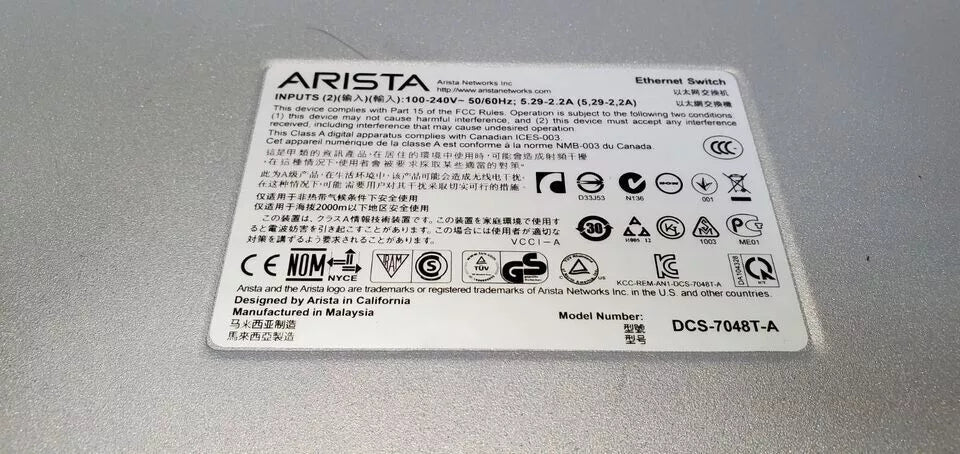 ARISTA
Arista Networks Inc
http://www.aristanetworks.com
Ethernet Switch
以太网交换机
以太網交換機
INPUTS (2)(输入)(輸入):100-240V~ 50/60Hz; 5.29-2.2A (5,29-2,2A)
This device complies with Part 15 of the FCC Rules. Operation is subject to the following two conditions
(1) this device may not cause harmful interference, and (2) this device must accept any interference
received, including interference that may cause undesired operation.
This Class A digital apparatus complies with Canadian ICES-003
Cet appareil numérique de la classe A est conforme à la norme NMB-003 du Canada.
這是甲類的資訊產品,在居住的環境中使用時,可能會造成射頻干擾,
在這種情況下,使用者會被要求採取某些適當的對策。
此为A级产品,在生活环境中,该产品可能会造成无线电干扰,
在这种情况下,可能需要用户对其干扰采取切实可行的措施
仅适用于非热带气候条件下安全使用
仅适用于海拔2000m以下地区安全使用
この装置は、クラスA情報技術装置です。この装置を家庭環境で使用す
ると電波妨害を引き起こすことがあります。この場合には使用者が適切な
対策を講ずるよう要求されることがあります。
VCCI-A
CCC
D33J53
N136
001
30
1003
PG
ME01
CE
NOM
NYCE
S
TÜV
GS
TÜV
US
KC
KCC-REM-AN1-DCS-7048T-A
DA104328
Arista and the Arista logo are trademarks or registered trademarks of Arista Networks Inc. in the U.S. and other countries.
Designed by Arista in California
Manufactured in Malaysia
马来西亚制造
馬來西亞製造
Model Number:
型號
型号
DCS-7048T-A